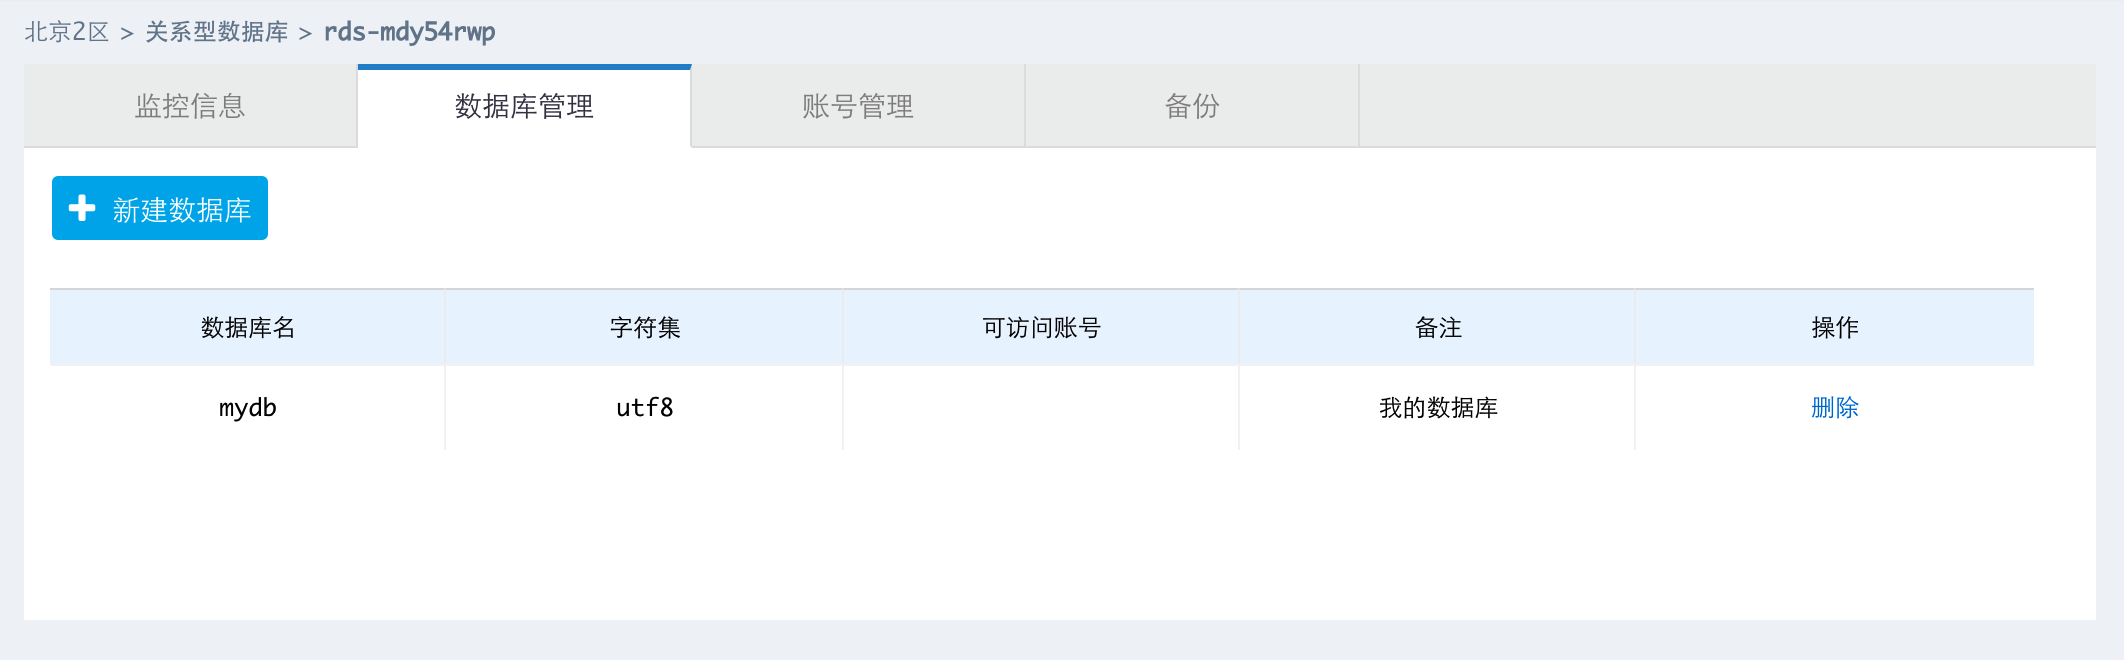 北京2区 > 关系型数据库 > rds-mdy54rwp
监控信息 数据库管理 账号管理 备份
新建数据库
数据库名 字符集 可访问账号 备注 操作
mydb utf8 我的数据库 删除